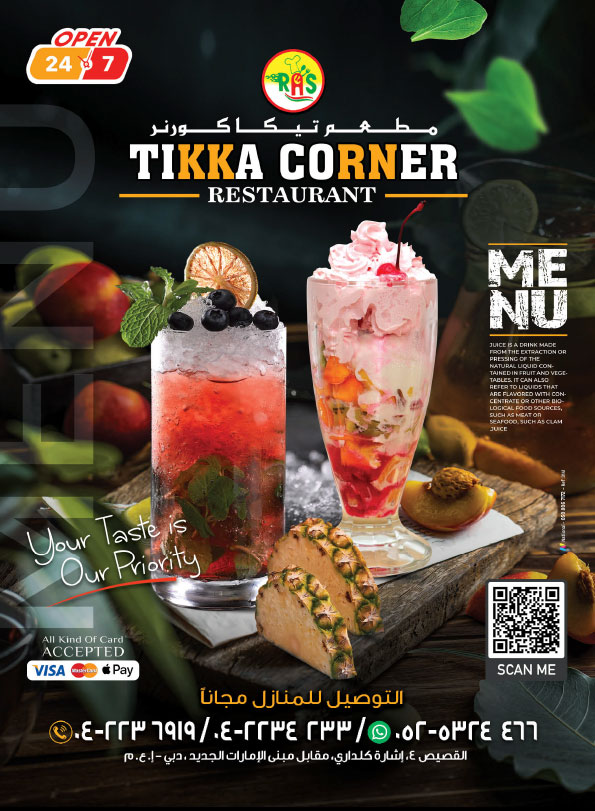 OPEN
24 7
RAS
مطعم تيكا كورنر
TIKKA CORNER
RESTAURANT
MENU
ME
NU
JUICE IS A DRINK MADE
FROM THE EXTRACTION OR
PRESSING OF THE
NATURAL LIQUID CON-
TAINED IN FRUIT AND VEGE-
TABLES. IT CAN ALSO
REFER TO LIQUIDS THAT
ARE FLAVORED WITH CON-
CENTRATE OR OTHER BIO-
LOGICAL FOOD SOURCES,
SUCH AS MEAT OR
SEAFOOD, SUCH AS CLAM
JUICE
Your Taste is
Our Priority
All Kind Of Card
ACCEPTED
VISA MasterCard Pay
SCAN ME
التوصيل للمنازل مجاناً
٠٤-٢٢٣ ٦٩١٩ / ٠٤-٢٢٣٤ ٢٣٣ / ٠٥٢-٥٣٢٤ ٤٦٦
القصيص ٤، إشارة كلداري، مقابل مبنى الإمارات الجديد ، دبي - إ. ع. م